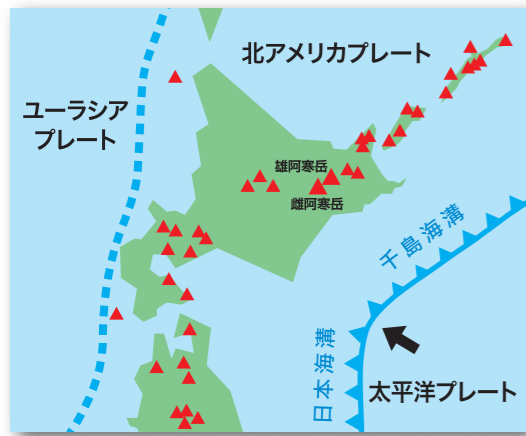 北アメリカプレート
ユーラシア
プレート
雄阿寒岳
雌阿寒岳
千島海溝
日本海溝
太平洋プレート